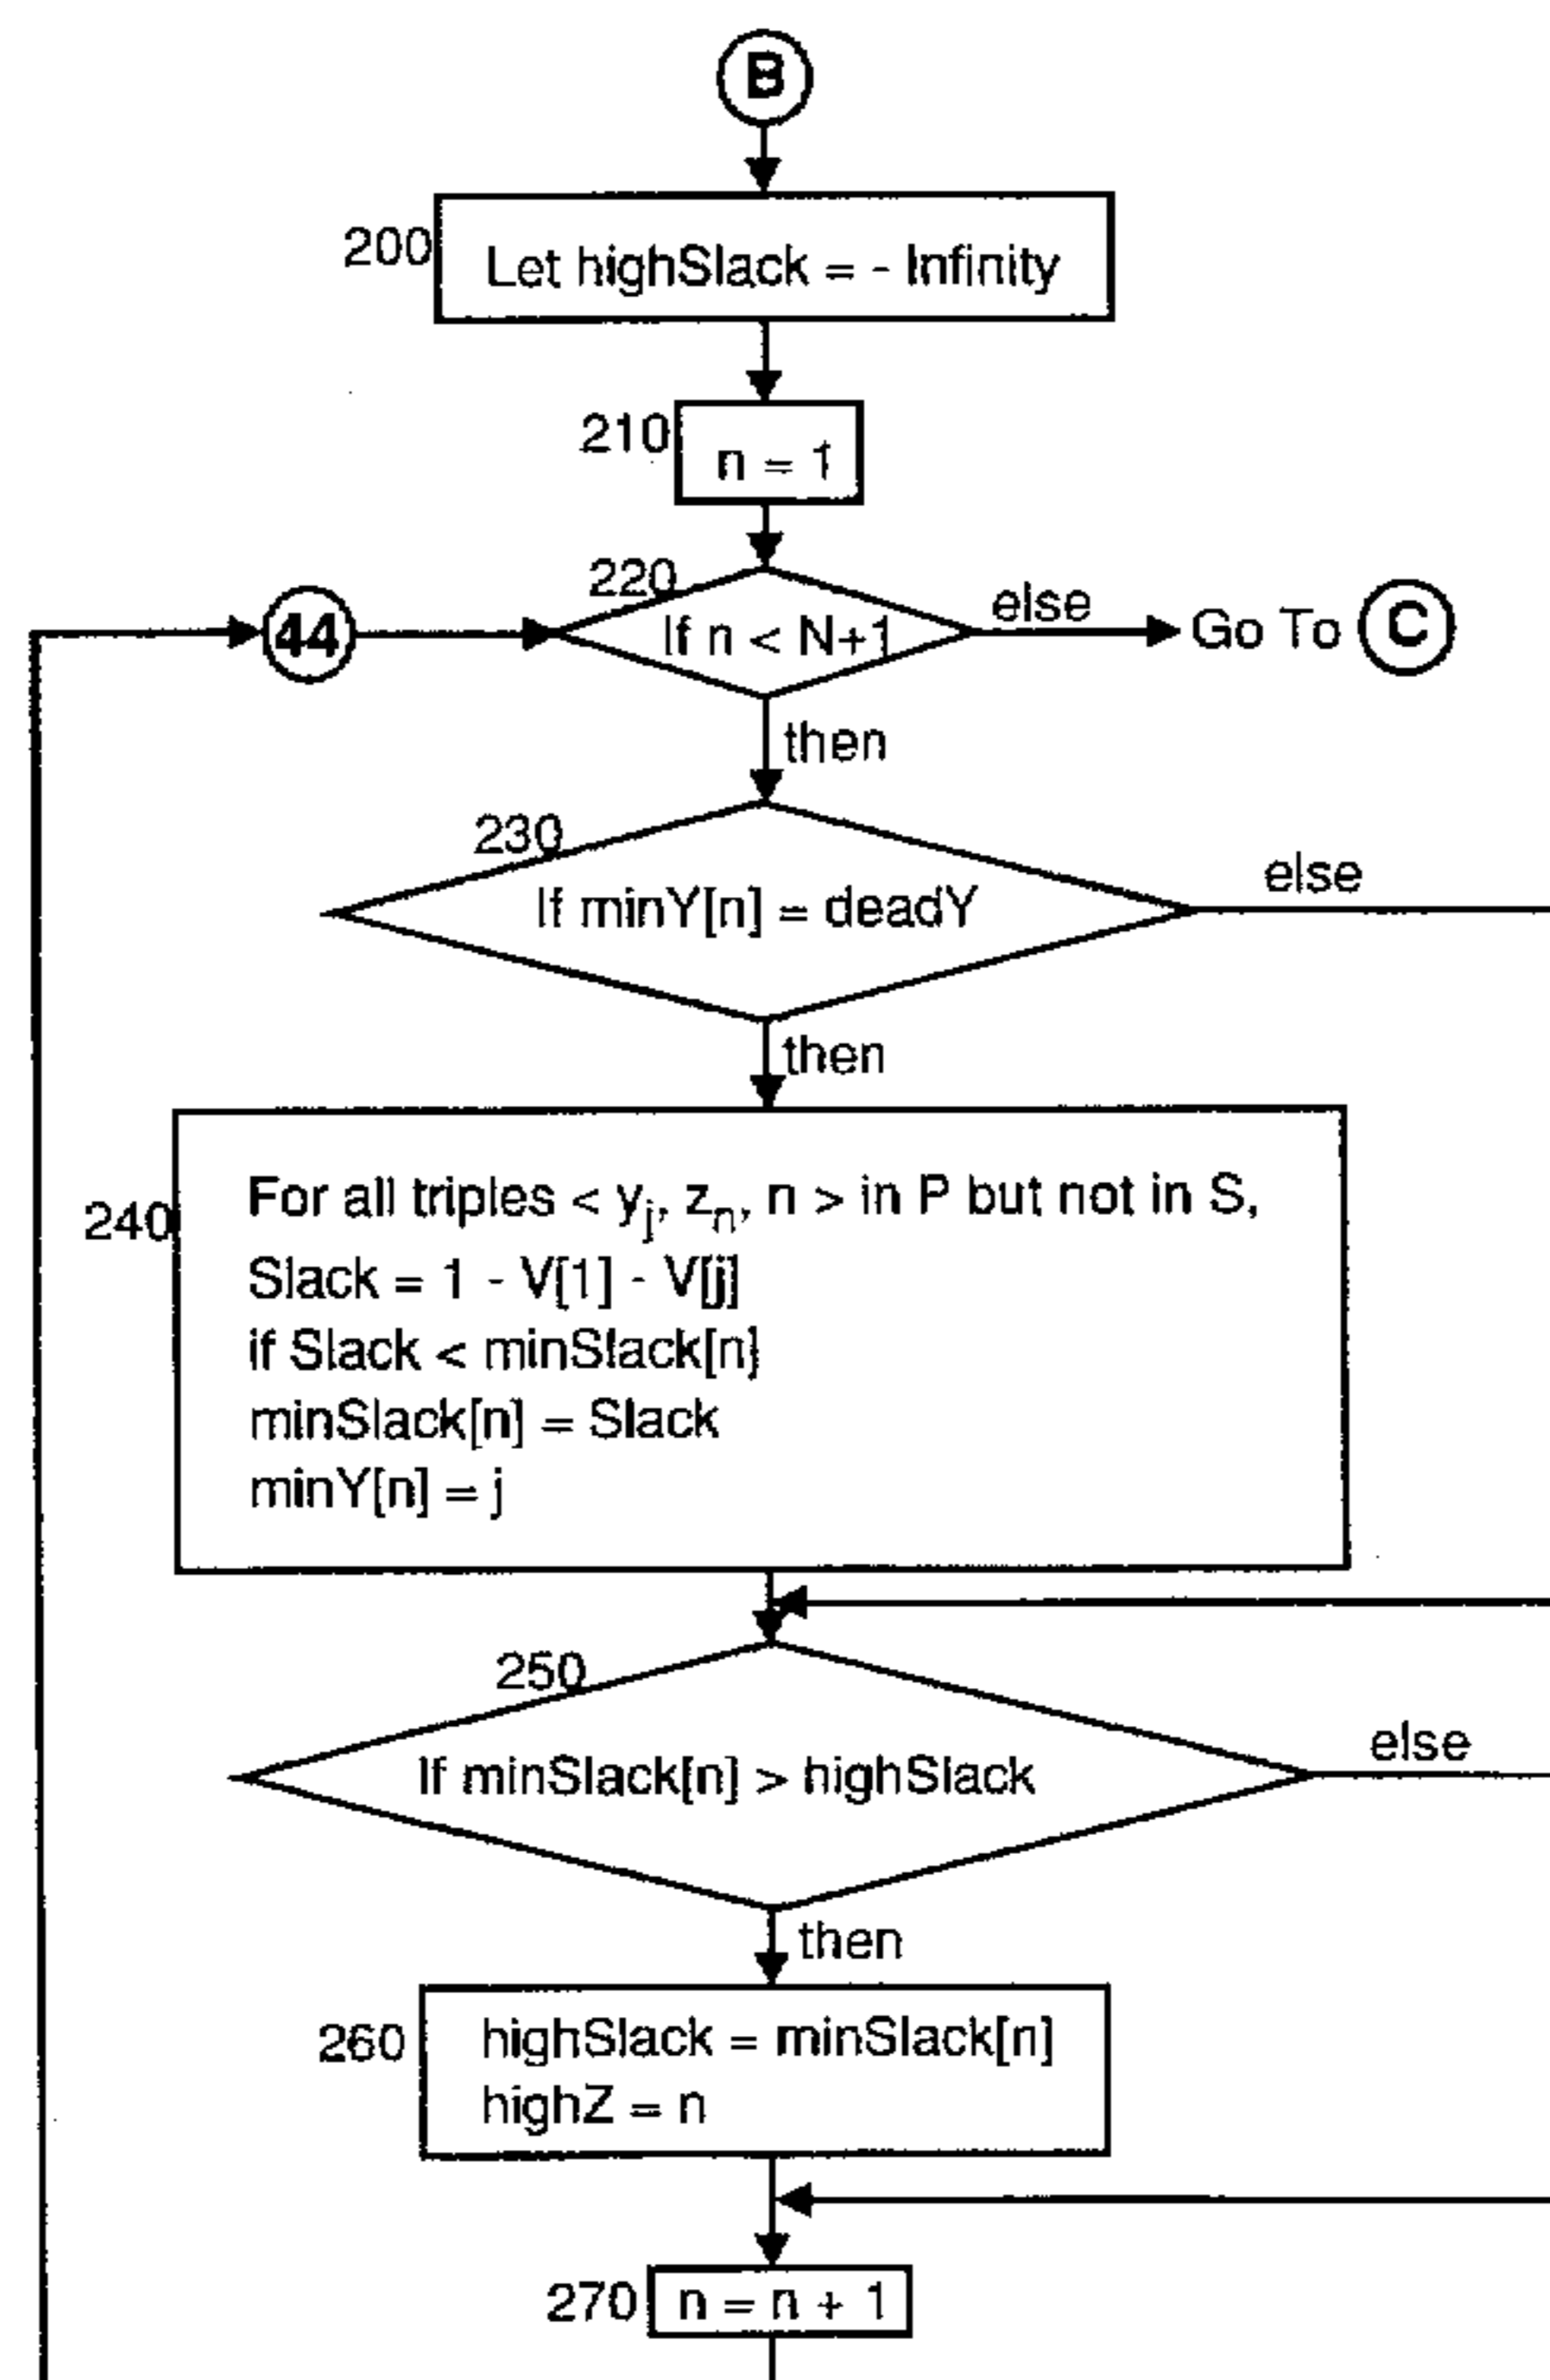 B
200
Let highSlack = - Infinity
210
n = 1
220
44
If n < N+1
else
Go To C
then
230
If minY[n] = deadY
else
then
240
For all triples < yj, zn, n > in P but not in S,
Slack = 1 - V[1] - V[j]
if Slack < minSlack[n]
minSlack[n] = Slack
minY[n] = j
250
If minSlack[n] > highSlack
else
then
260
highSlack = minSlack[n]
highZ = n
270
n = n + 1